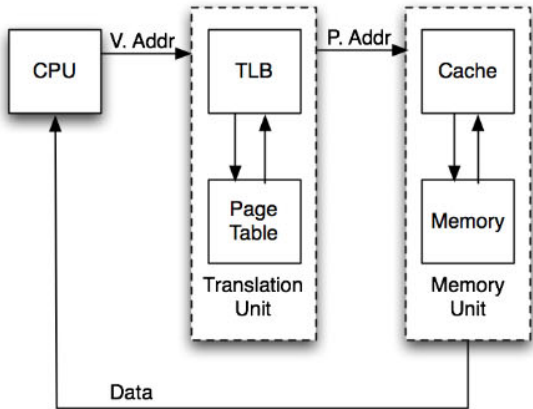 V. Addr
P. Addr
CPU
TLB
Cache
Page
Table
Memory
Translation
Unit
Memory
Unit
Data